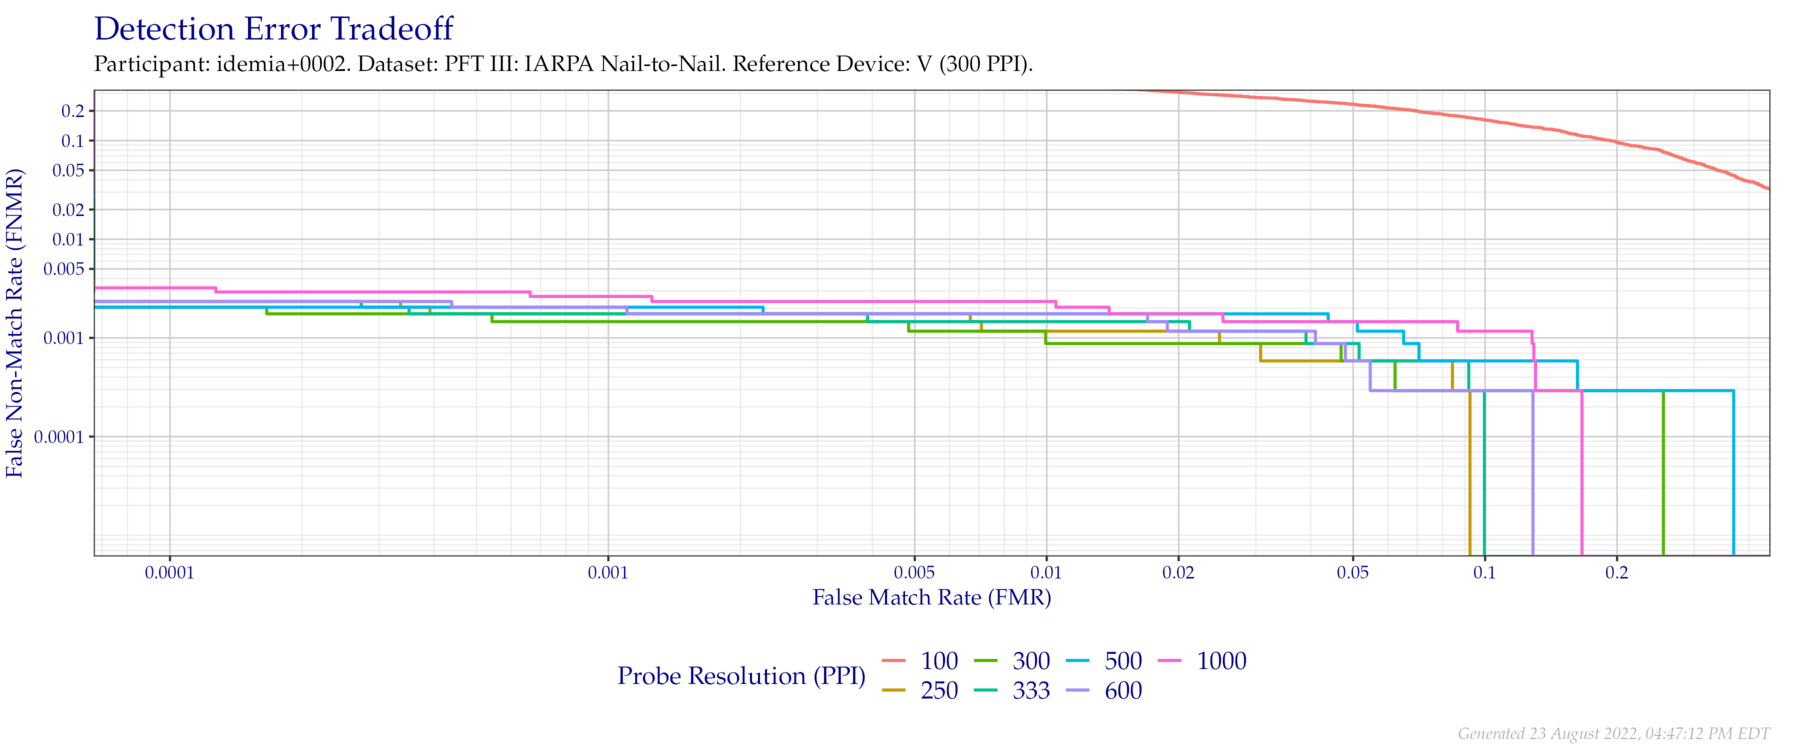 Detection Error Tradeoff
Participant: idemia+0002. Dataset: PFT III: IARPA Nail-to-Nail. Reference Device: V (300 PPI).
False Non-Match Rate (FNMR)
0.2
0.1
0.05
0.02
0.01
0.005
0.001
0.0001
0.0001 0.001 0.005 0.01 0.02 0.05 0.1 0.2
False Match Rate (FMR)
Probe Resolution (PPI)
100 300 500 1000
250 333 600
Generated 23 August 2022, 04:47:12 PM EDT